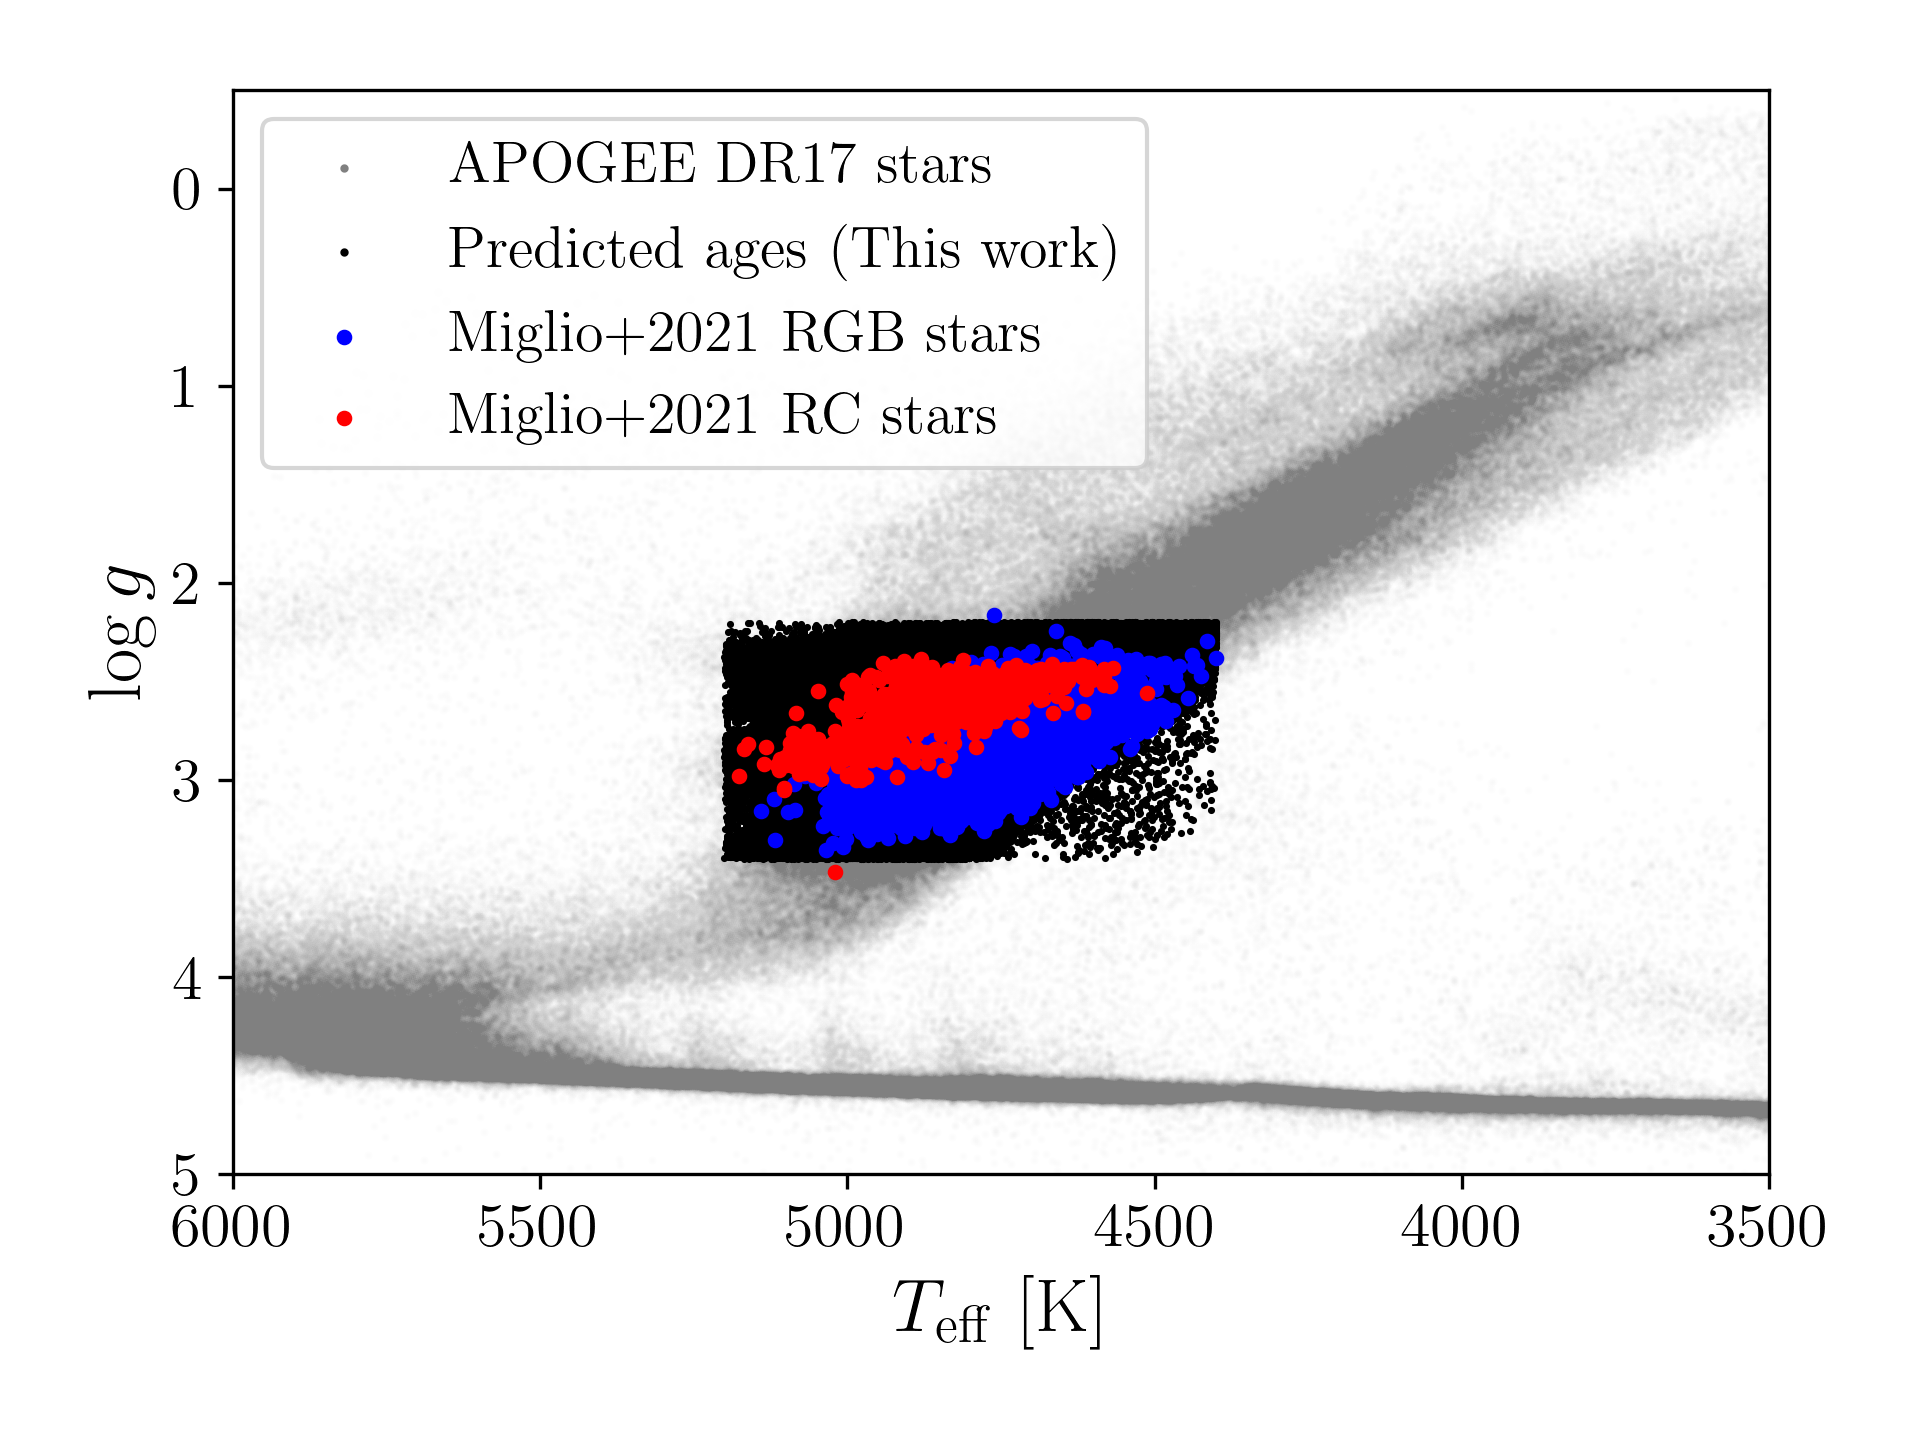 APOGEE DR17 stars
Predicted ages (This work)
Miglio+2021 RGB stars
Miglio+2021 RC stars
log g
0
1
2
3
4
5
6000 5500 5000 4500 4000 3500
T_eff [K]